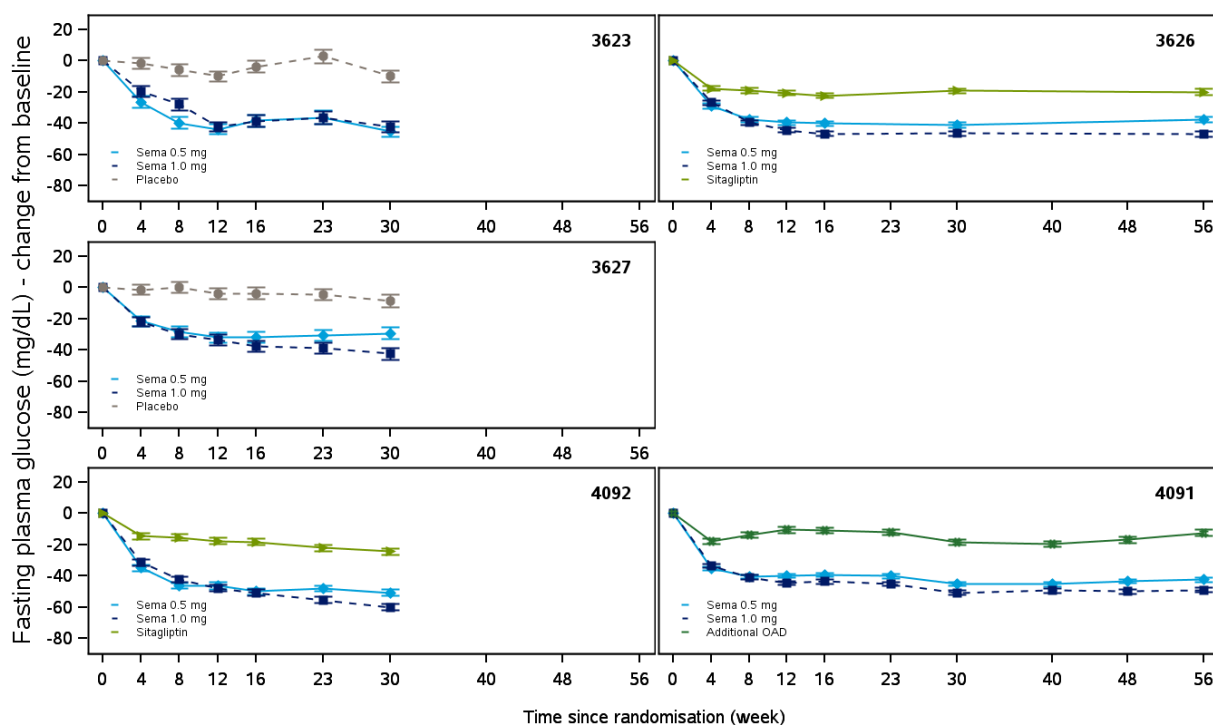 Fasting plasma glucose (mg/dL) - change from baseline
20
0
-20
-40
-60
-80
3623
Sema 0.5 mg
Sema 1.0 mg
Placebo
0 4 8 12 16 23 30 40 48 56
3626
Sema 0.5 mg
Sema 1.0 mg
Sitagliptin
0 4 8 12 16 30 40 48 56
20
0
-20
-40
-60
-80
3627
Sema 0.5 mg
Sema 1.0 mg
Placebo
0 4 8 12 16 23 30 40 48 56
20
0
-20
-40
-60
-80
4092
Sema 0.5 mg
Sema 1.0 mg
Sitagliptin
0 4 8 12 16 23 30 40 48 56
4091
Sema 0.5 mg
Sema 1.0 mg
Additional OAD
0 4 8 12 16 23 30 40 48 56
Time since randomisation (week)